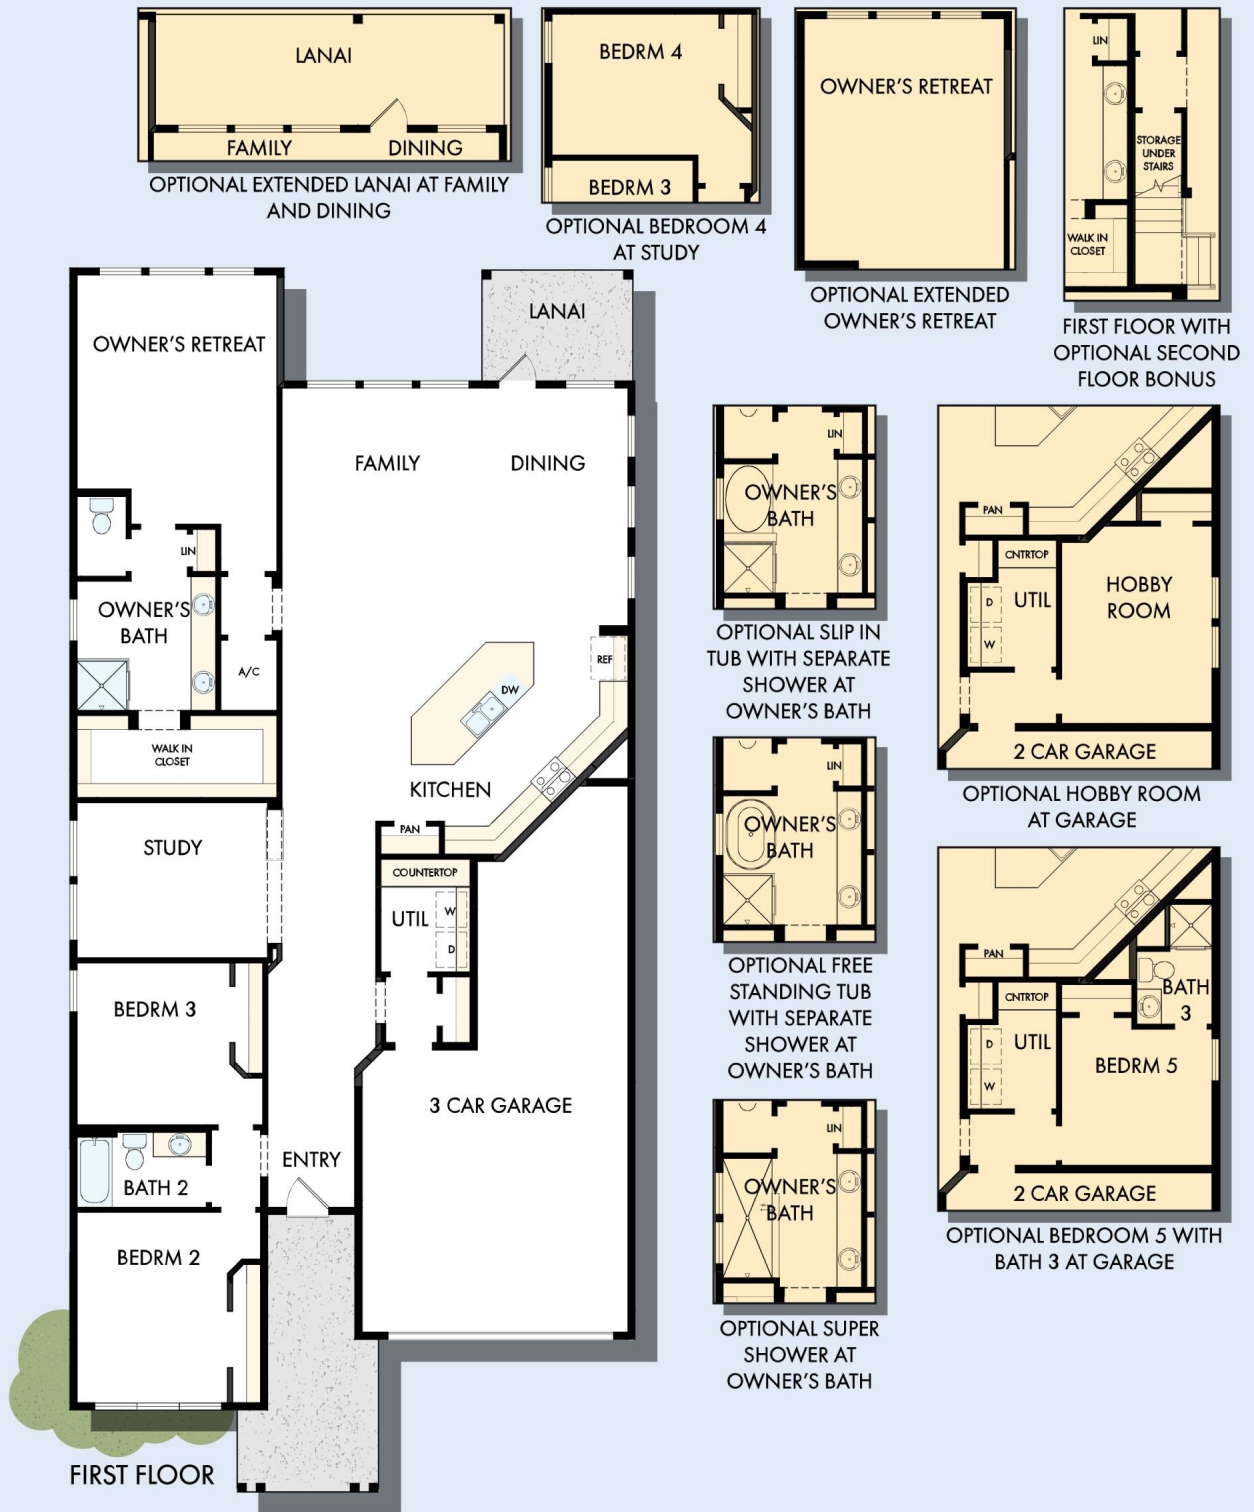 LANAI
FAMILY
DINING
OPTIONAL EXTENDED LANAI AT FAMILY
AND DINING
BEDRM 4
BEDRM 3
OPTIONAL BEDROOM 4
AT STUDY
OWNER'S RETREAT
OPTIONAL EXTENDED
OWNER'S RETREAT
LIN
STORAGE
UNDER
STAIRS
WALK IN
CLOSET
FIRST FLOOR WITH
OPTIONAL SECOND
FLOOR BONUS
OWNER'S RETREAT
LANAI
FAMILY
DINING
LIN
OWNER'S
BATH
A/C
WALK IN
CLOSET
REF
DW
KITCHEN
PAN
STUDY
COUNTERTOP
UTIL
W
D
BEDRM 3
3 CAR GARAGE
ENTRY
BATH 2
BEDRM 2
FIRST FLOOR
LIN
OWNER'S
BATH
OPTIONAL SLIP IN
TUB WITH SEPARATE
SHOWER AT
OWNER'S BATH
LIN
OWNER'S
BATH
OPTIONAL FREE
STANDING TUB
WITH SEPARATE
SHOWER AT
OWNER'S BATH
LIN
OWNER'S
BATH
OPTIONAL SUPER
SHOWER AT
OWNER'S BATH
PAN
CNTRTOP
D
UTIL
W
HOBBY
ROOM
2 CAR GARAGE
OPTIONAL HOBBY ROOM
AT GARAGE
PAN
CNTRTOP
BATH
3
D
UTIL
W
BEDRM 5
2 CAR GARAGE
OPTIONAL BEDROOM 5 WITH
BATH 3 AT GARAGE